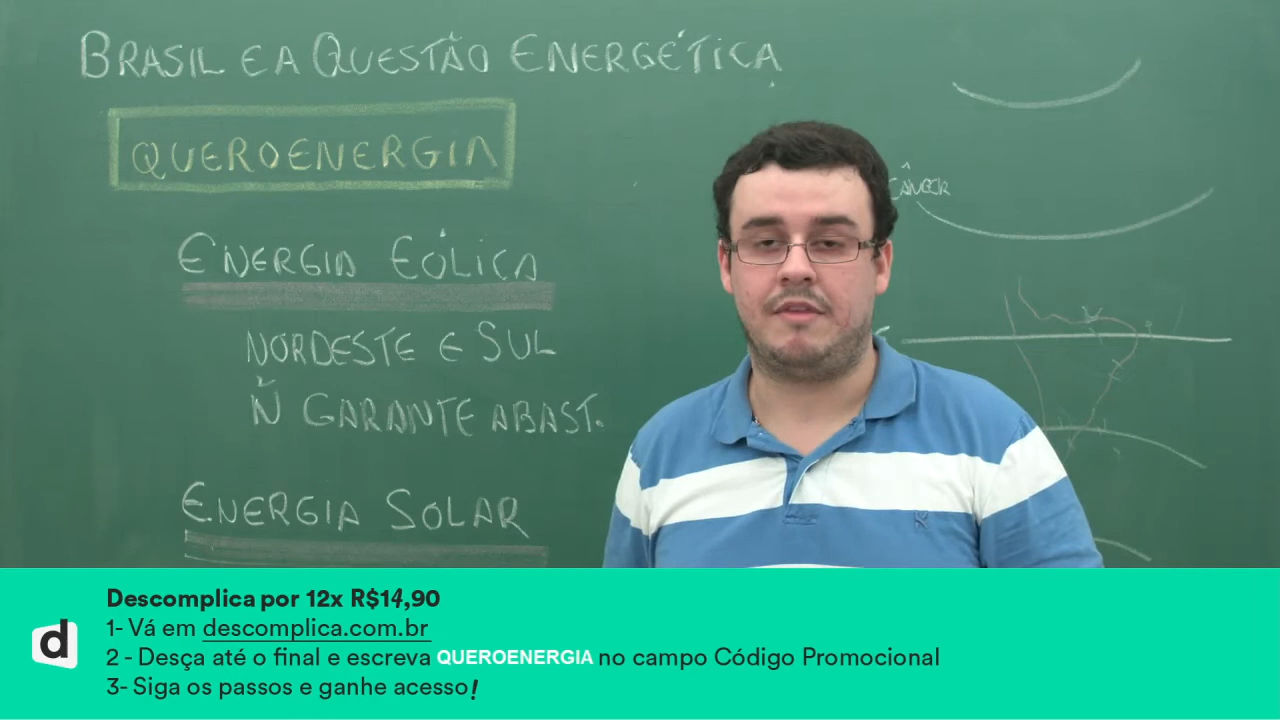 BRASIL E A QUESTÃO ENERGÉTICA
QUEROENERGIA
CÂNCER
ENERGIA EÓLICA
NORDESTE E SUL
Ñ GARANTE ABAST.
ENERGIA SOLAR
d
Descomplica por 12x R$14,90
1- Vá em descomplica.com.br
2 - Desça até o final e escreva QUEROENERGIA no campo Código Promocional
3- Siga os passos e ganhe acesso!